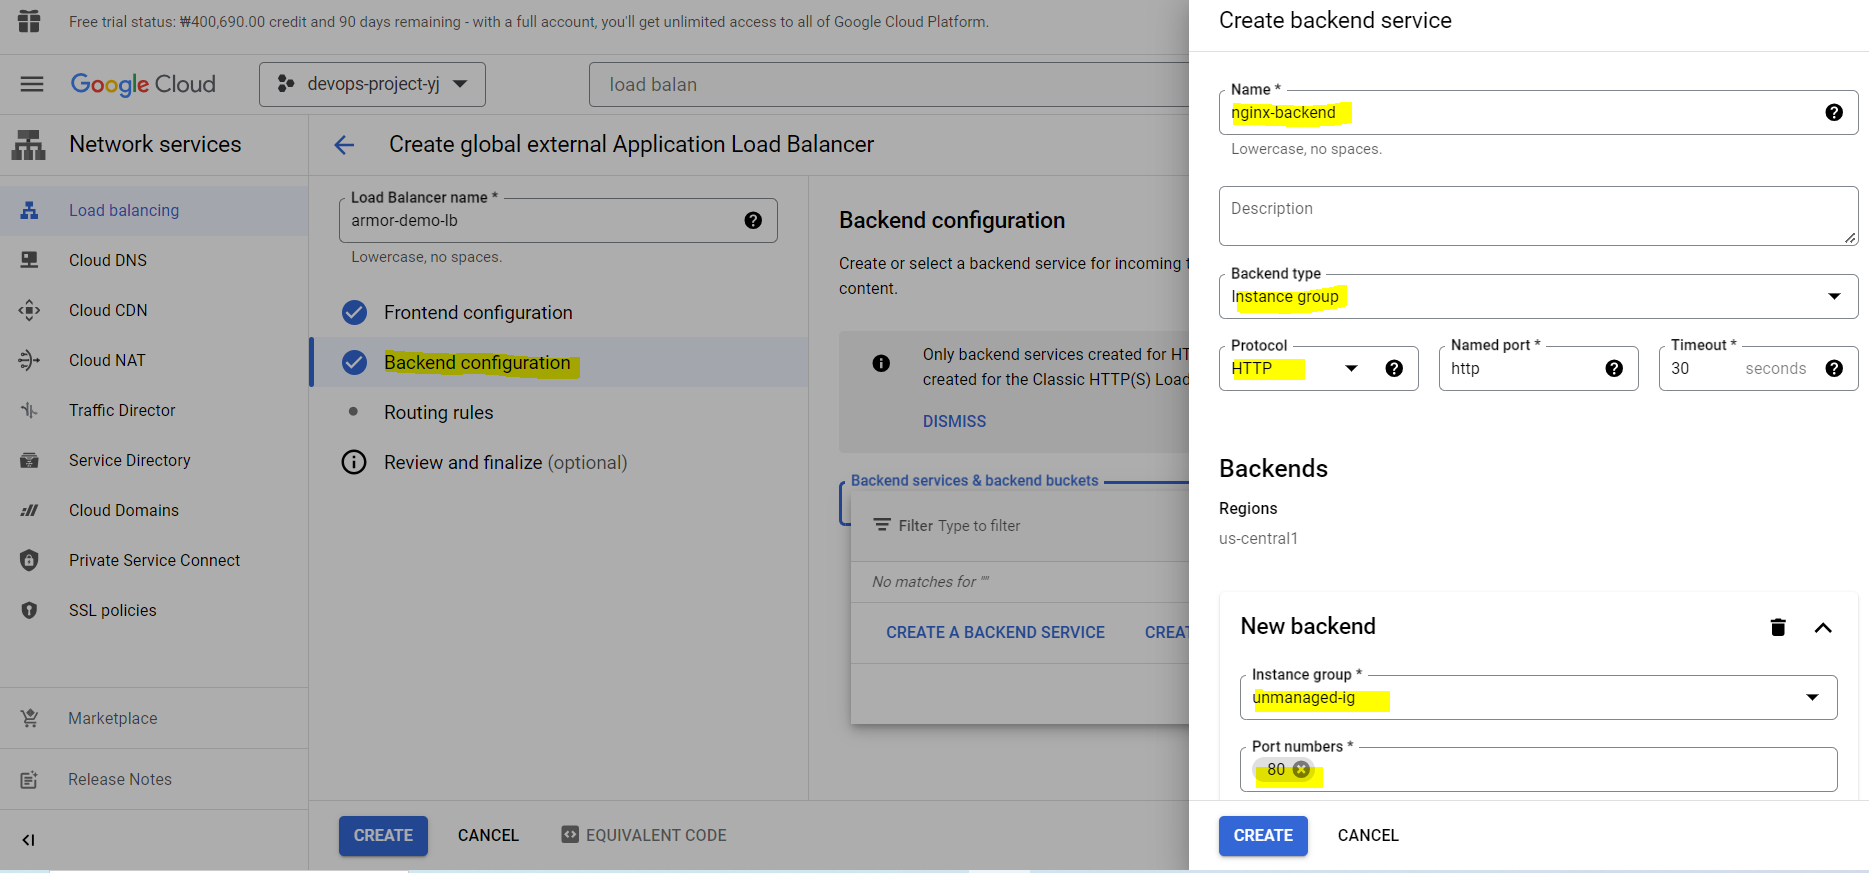 Free trial status: ₩400,690.00 credit and 90 days remaining - with a full account, you'll get unlimited access to all of Google Cloud Platform.
Google Cloud
devops-project-yj
load balan
Network services
Load balancing
Cloud DNS
Cloud CDN
Cloud NAT
Traffic Director
Service Directory
Cloud Domains
Private Service Connect
SSL policies
Marketplace
Release Notes
Create global external Application Load Balancer
Load Balancer name *
armor-demo-lb
Lowercase, no spaces.
Frontend configuration
Backend configuration
Routing rules
Review and finalize (optional)
Backend configuration
Create or select a backend service for incoming t
content.
Only backend services created for HT
created for the Classic HTTP(S) Load
DISMISS
Backend services & backend buckets
Filter Type to filter
No matches for ""
CREATE A BACKEND SERVICE
CREAT
CREATE
CANCEL
EQUIVALENT CODE
Create backend service
Name *
nginx-backend
Lowercase, no spaces.
Description
Backend type
Instance group
Protocol
HTTP
Named port *
http
Timeout *
30 seconds
Backends
Regions
us-central1
New backend
Instance group *
unmanaged-ig
Port numbers *
80
CREATE
CANCEL